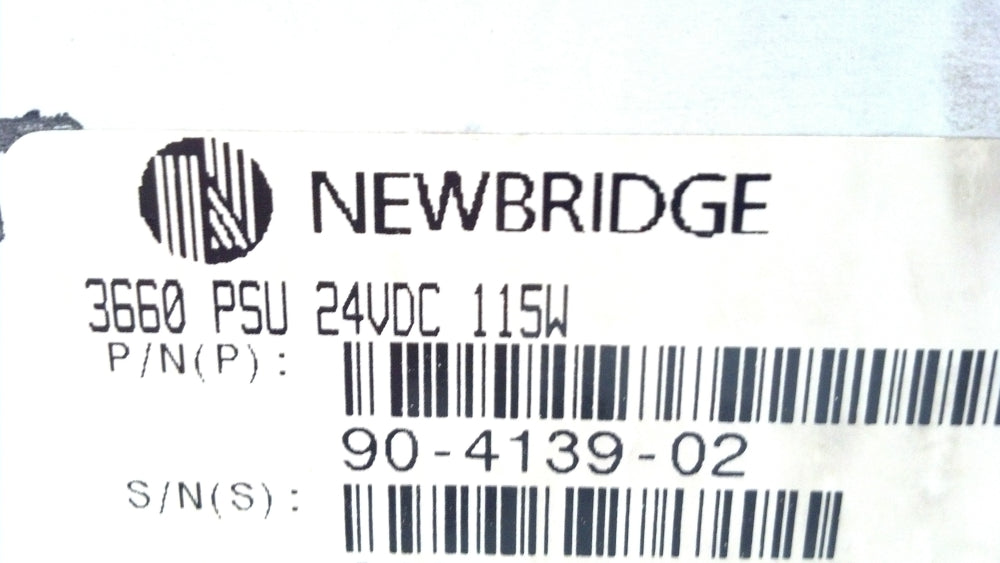 NEWBRIDGE
3660 PSU 24VDC 115W
P/N(P):
90-4139-02
S/N(S):